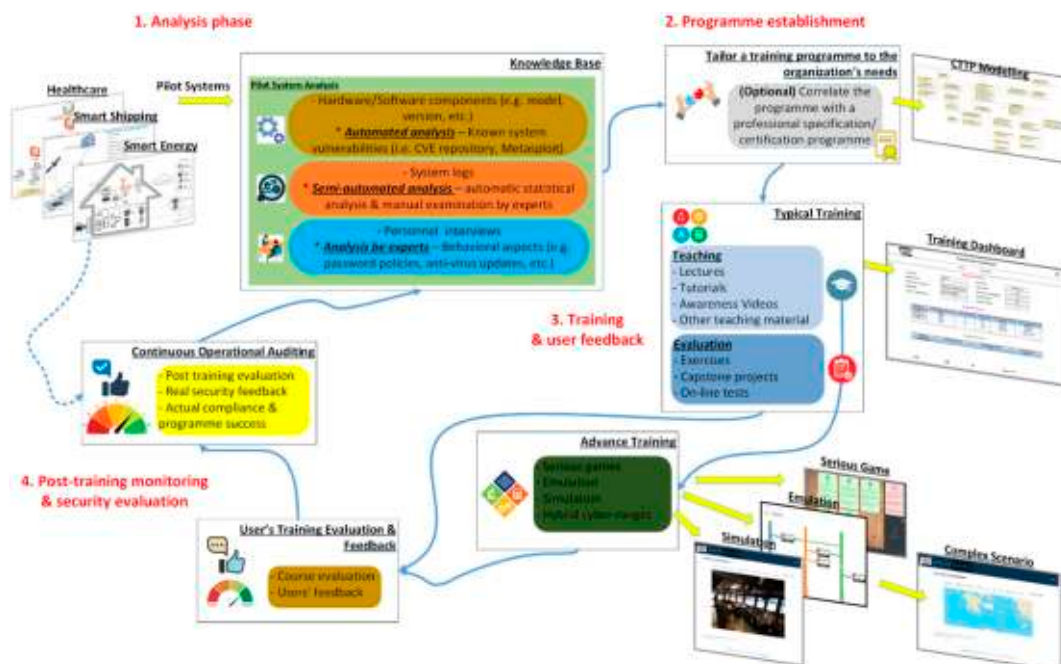 1. Analysis phase
2. Programme establishment
Healthcare
Smart Shipping
Smart Energy
Pilot Systems
Knowledge Base
Pilot System Analysis
- Hardware/Software components (e.g. model,
version, etc.)
* Automated analysis – Known system
vulnerabilities (i.e. CVE repository, Metasploit)
- System logs
* Semi-automated analysis – automatic statistical
analysis & manual examination by experts
- Personnel interviews
* Analysis be experts – Behavioral aspects (e.g.
password policies, anti-virus updates, etc.)
Tailor a training programme to the
organization's needs
(Optional) Correlate the
programme with a
professional specification/
certification programme
CTTP Modelling
Typical Training
Teaching
- Lectures
- Tutorials
- Awareness Videos
- Other teaching material
Evaluation
- Exercises
- Capstone projects
- On-line tests
Training Dashboard
3. Training
& user feedback
Continuous Operational Auditing
- Post training evaluation
- Real security feedback
- Actual compliance &
programme success
4. Post-training monitoring
& security evaluation
Advance Training
- Serious games
- Emulation
- Simulation
- Hybrid cyber-ranges
User's Training Evaluation &
Feedback
- Course evaluation
- Users' feedback
Serious Game
Emulation
Simulation
Complex Scenario